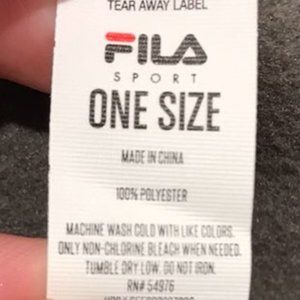 TEAR AWAY LABEL
FILA
SPORT
ONE SIZE
MADE IN CHINA
100% POLYESTER
MACHINE WASH COLD WITH LIKE COLORS.
ONLY NON-CHLORINE BLEACH WHEN NEEDED.
TUMBLE DRY LOW. DO NOT IRON.
RN# 54976